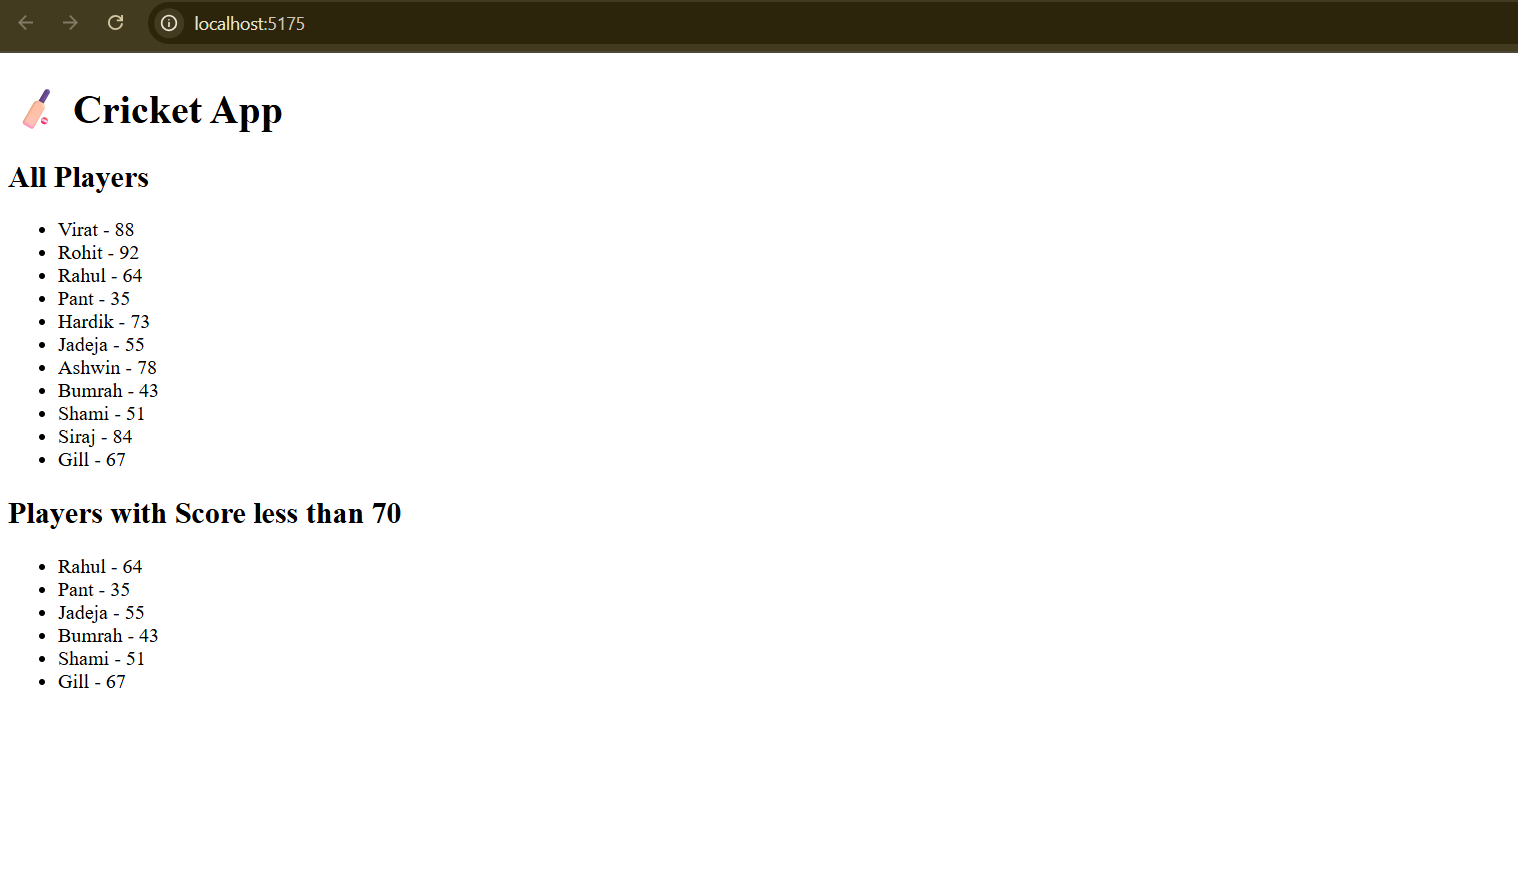 localhost:5175
Cricket App
All Players
• Virat - 88
• Rohit - 92
• Rahul - 64
• Pant - 35
• Hardik - 73
• Jadeja - 55
• Ashwin - 78
• Bumrah - 43
• Shami - 51
• Siraj - 84
• Gill - 67
Players with Score less than 70
• Rahul - 64
• Pant - 35
• Jadeja - 55
• Bumrah - 43
• Shami - 51
• Gill - 67